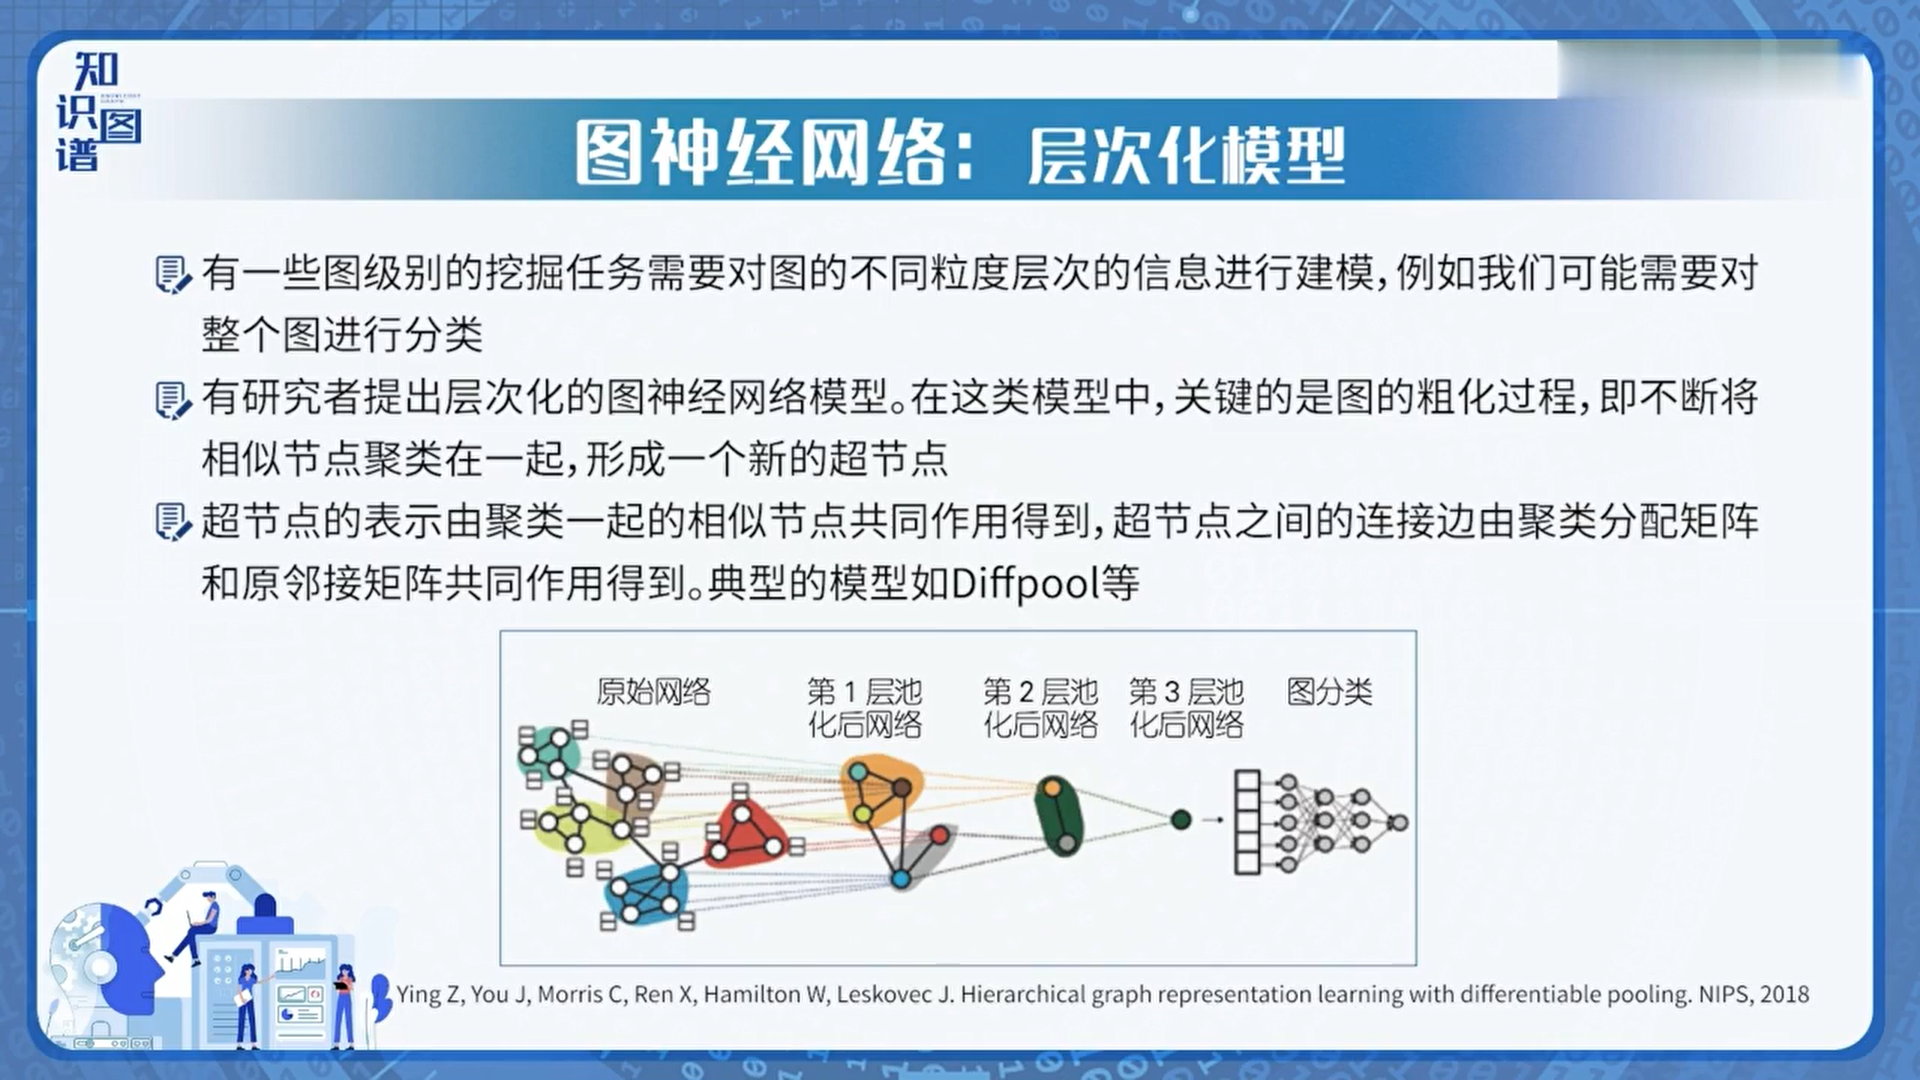 知识图谱
图神经网络：层次化模型
有一些图级别的挖掘任务需要对图的不同粒度层次的信息进行建模，例如我们可能需要对
整个图进行分类
有研究者提出层次化的图神经网络模型。在这类模型中，关键的是图的粗化过程，即不断将
相似节点聚类在一起，形成一个新的超节点
超节点的表示由聚类一起的相似节点共同作用得到，超节点之间的连接边由聚类分配矩阵
和原邻接矩阵共同作用得到。典型的模型如Diffpool等
原始网络
第 1 层池
化后网络
第 2 层池
化后网络
第 3 层池
化后网络
图分类
Ying Z, You J, Morris C, Ren X, Hamilton W, Leskovec J. Hierarchical graph representation learning with differentiable pooling. NIPS, 2018